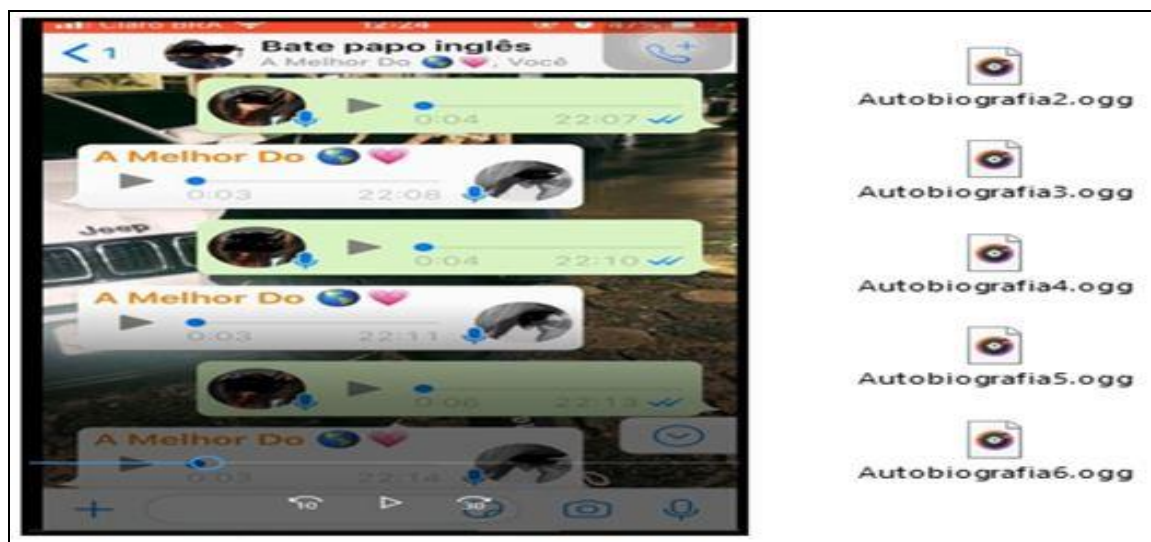 Claro BRA 12:24 47%
1 Bate papo inglês
A Melhor Do 🌎💗, Você
0:04 22:07
A Melhor Do 🌎💗
0:03 22:08
Jeep
0:04 22:10
A Melhor Do 🌎💗
0:03 22:11
0:06 22:13
A Melhor Do 🌎💗
0:03 22:14
10 30
Autobiografia2.ogg
Autobiografia3.ogg
Autobiografia4.ogg
Autobiografia5.ogg
Autobiografia6.ogg